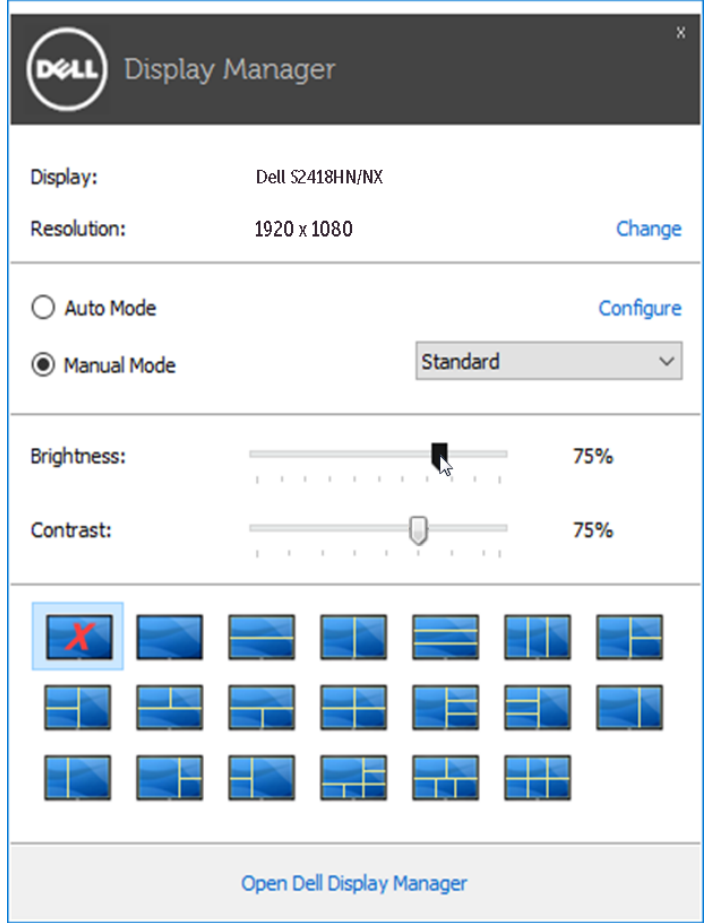 X
DELL Display Manager
Display: Dell S2418HN/NX
Resolution: 1920 x 1080 Change
Auto Mode Configure
Manual Mode Standard
Brightness: 75%
Contrast: 75%
X
Open Dell Display Manager